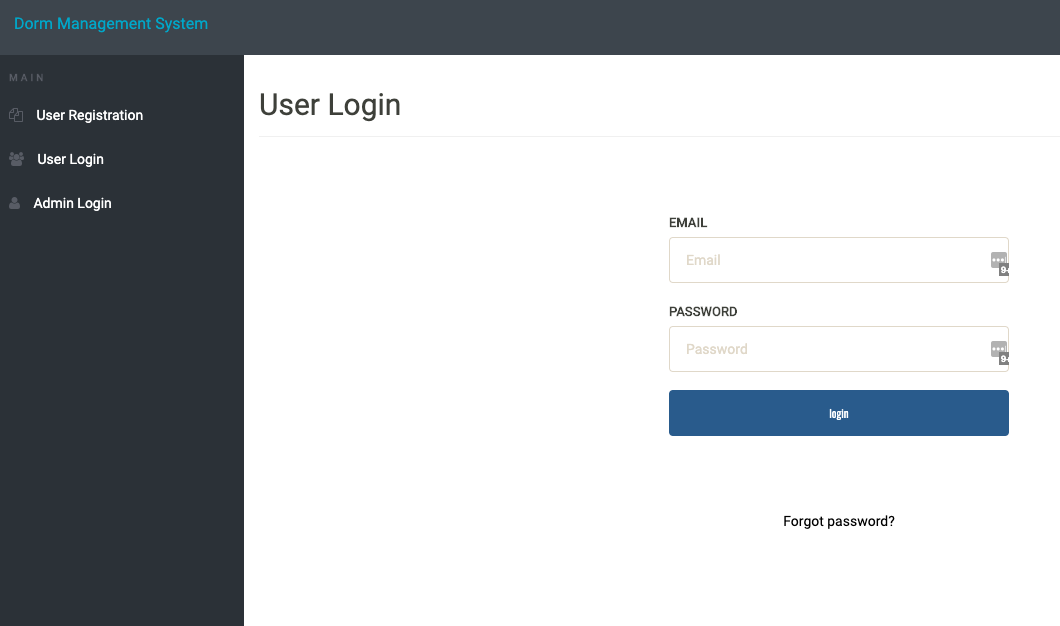 Dorm Management System
MAIN
User Registration
User Login
Admin Login
User Login
EMAIL
Email
PASSWORD
Password
login
Forgot password?